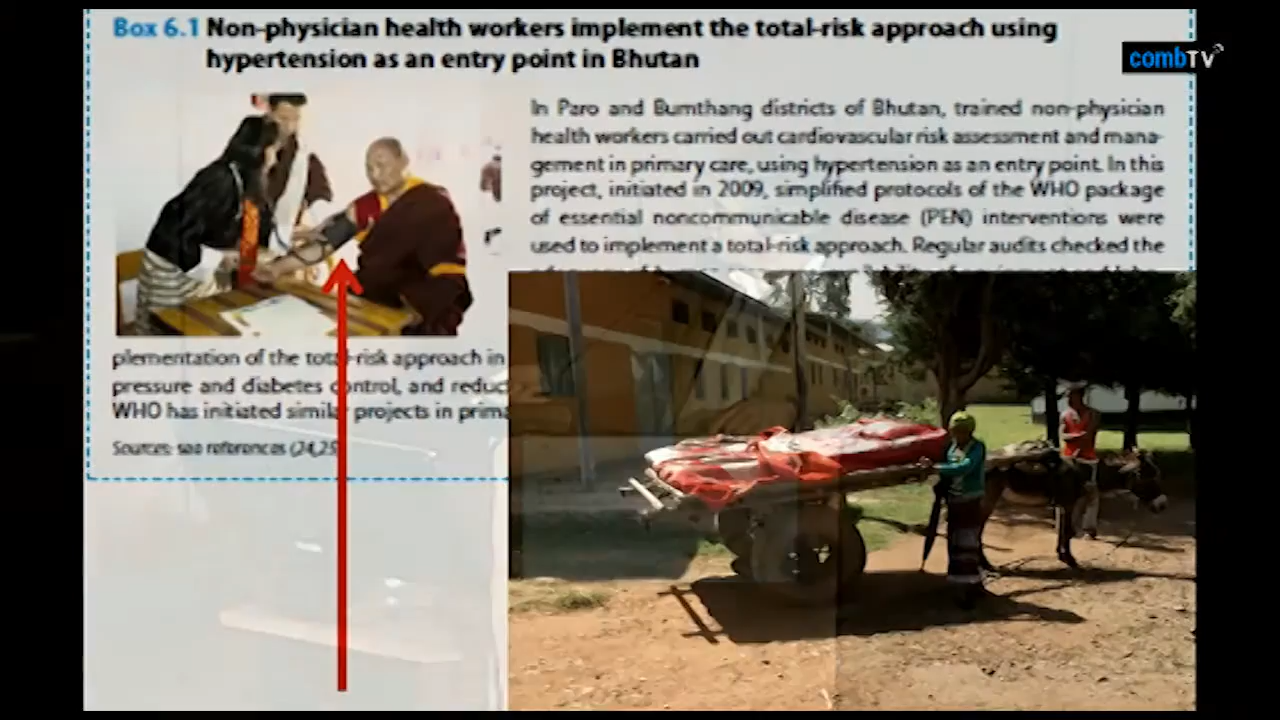 Box 6.1 Non-physician health workers implement the total-risk approach using
hypertension as an entry point in Bhutan
combTV
In Paro and Bumthang districts of Bhutan, trained non-physician
health workers carried out cardiovascular risk assessment and mana-
gement in primary care, using hypertension as an entry point. In this
project, initiated in 2009, simplified protocols of the WHO package
of essential noncommunicable disease (PEN) interventions were
used to implement a total-risk approach. Regular audits checked the
plementation of the total-risk approach in
pressure and diabetes control, and
WHO has initiated similar projects in
Sources: see references (24,25